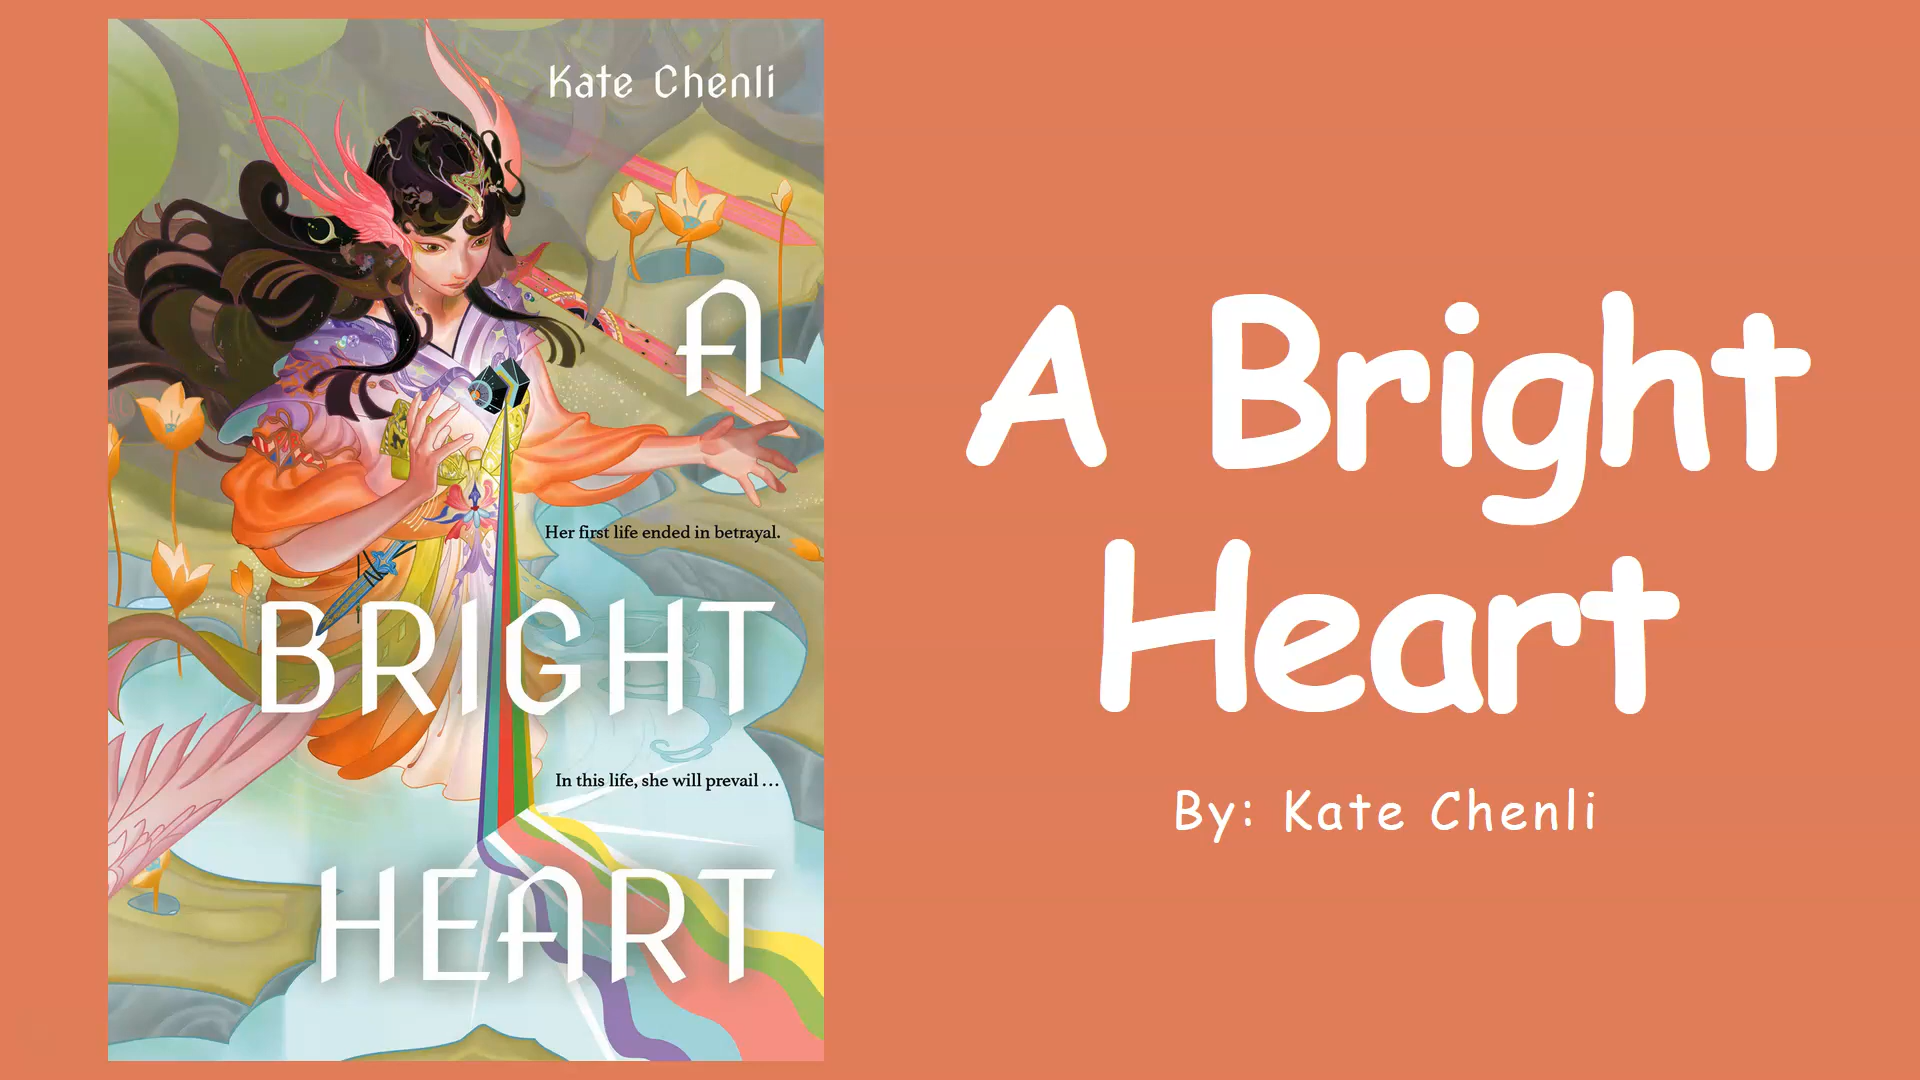 Kate Chenli
A
Her first life ended in betrayal.
BRIGHT
In this life, she will prevail...
HEART
A Bright
Heart
By: Kate Chenli